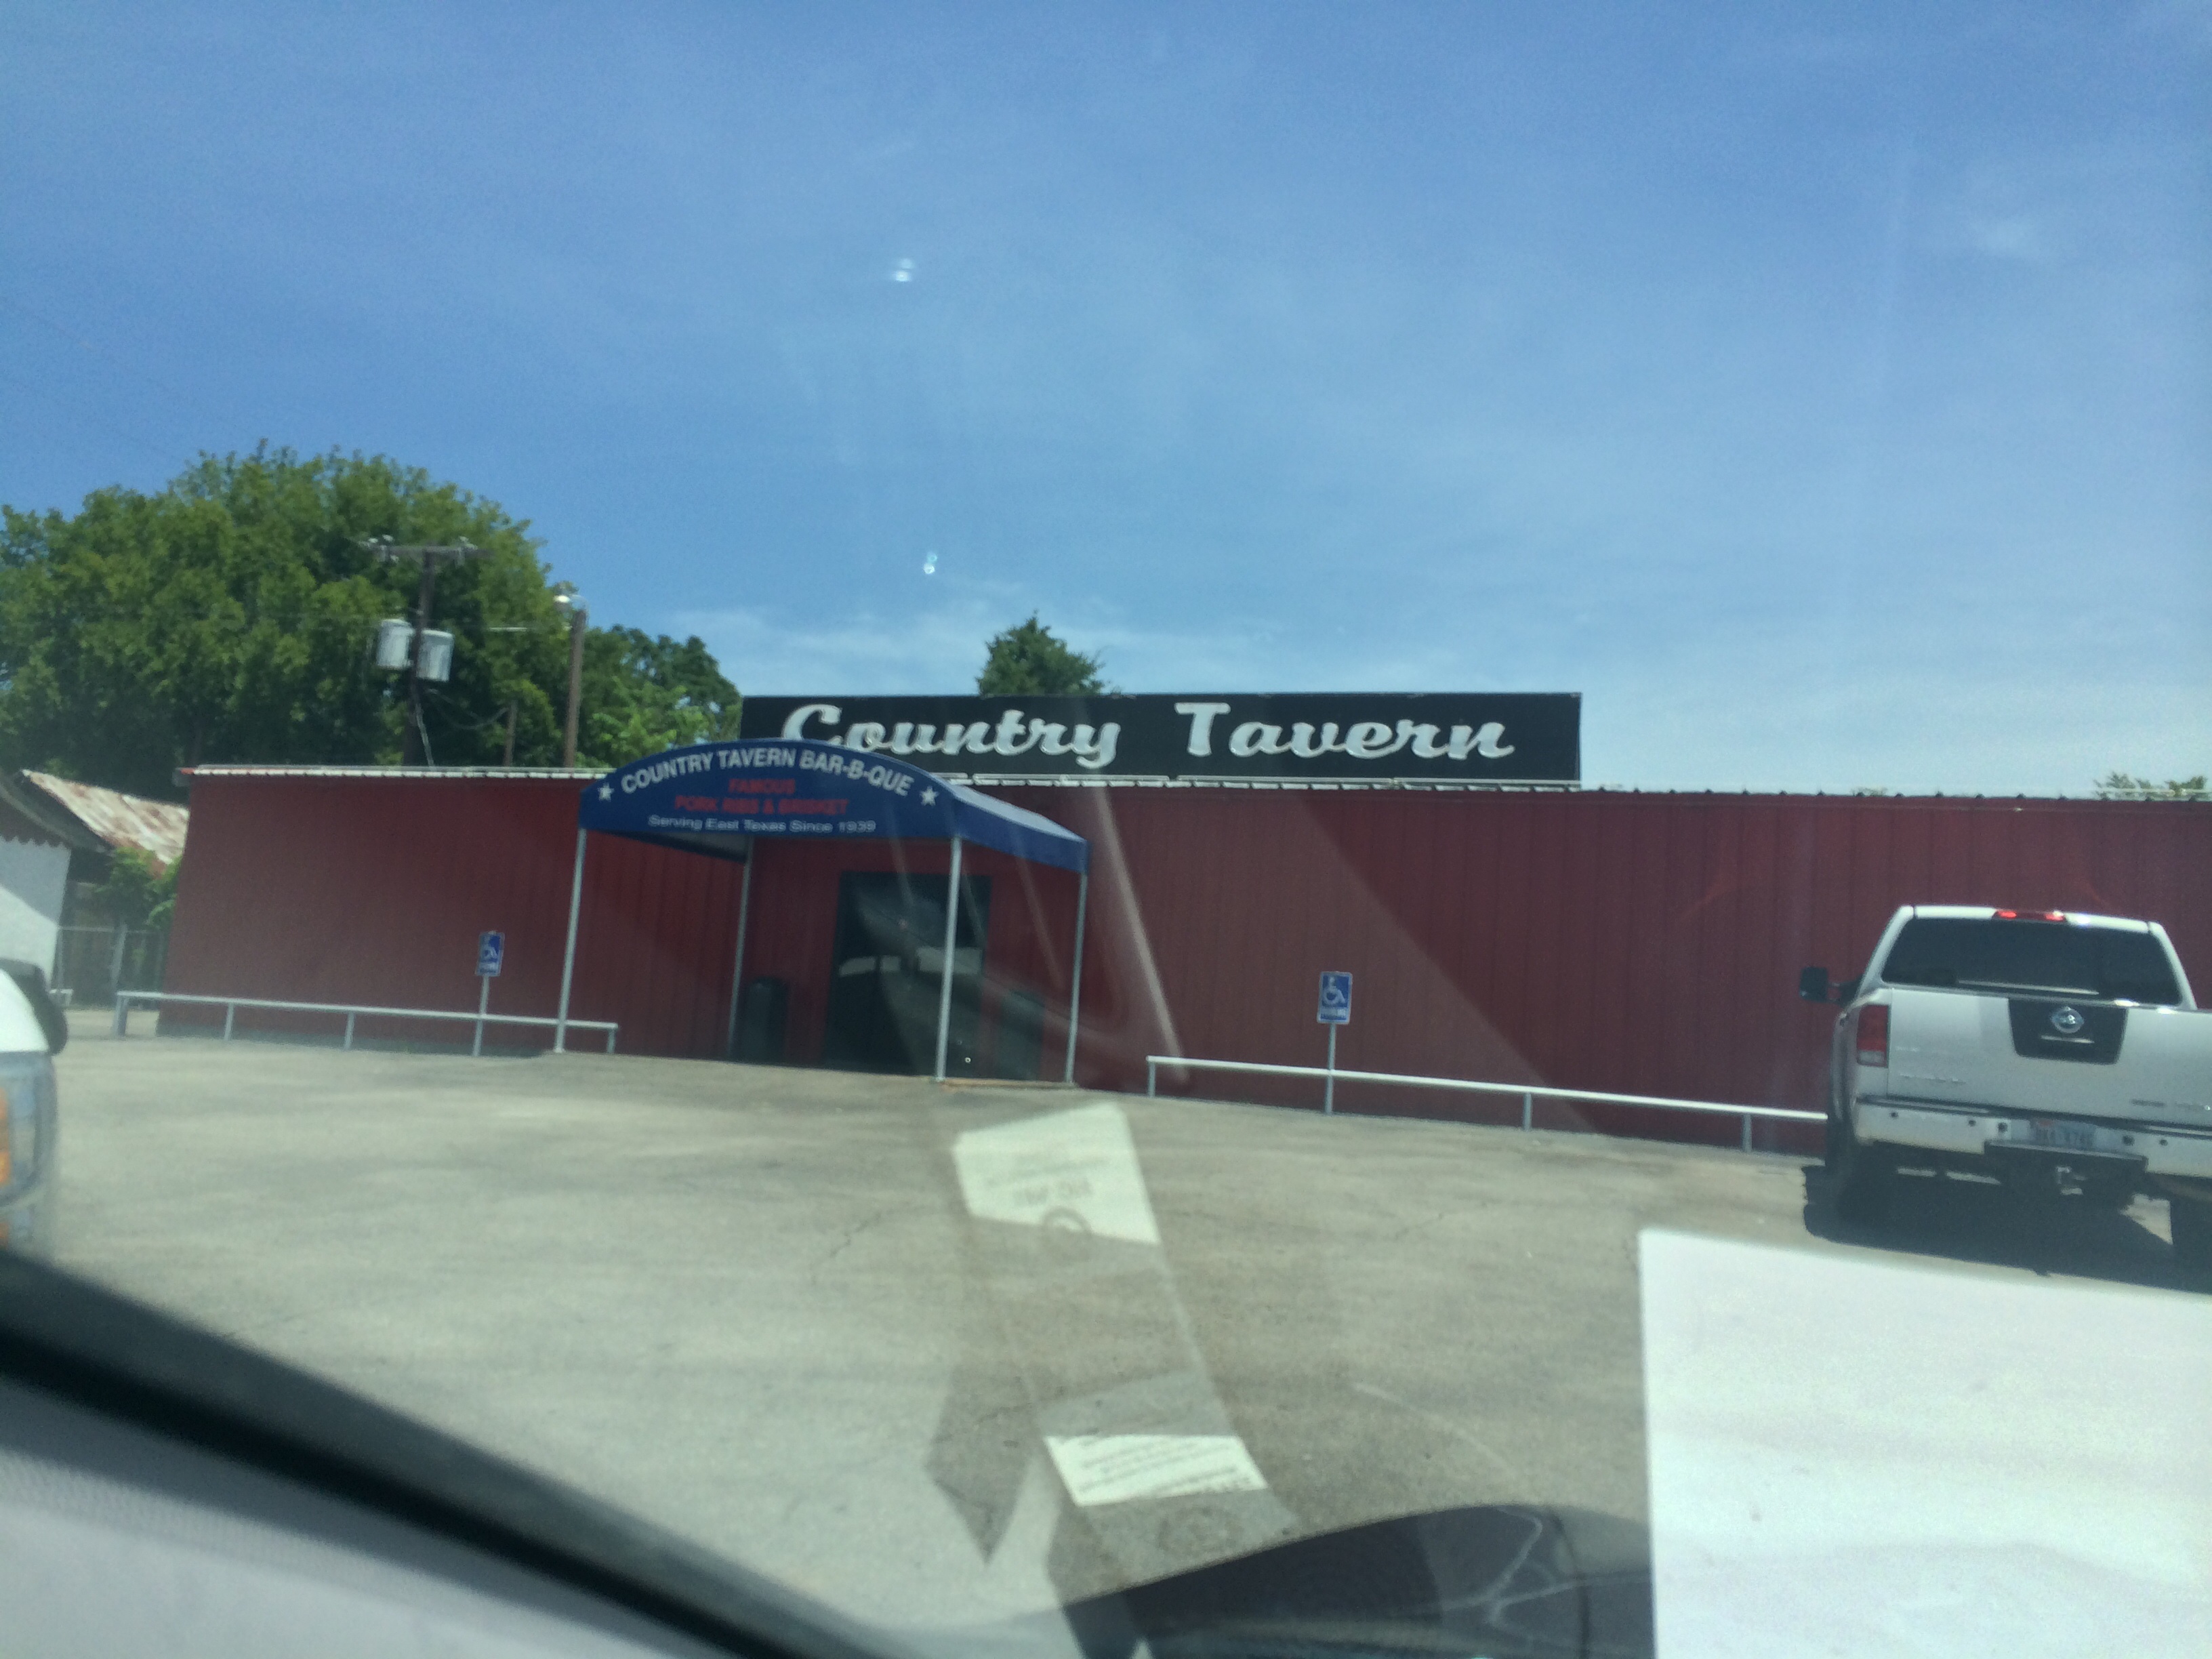 Country Tavern
COUNTRY TAVERN BAR-B-QUE
FAMOUS
PORK RIBS & BRISKET
Serving East Texas Since 1939